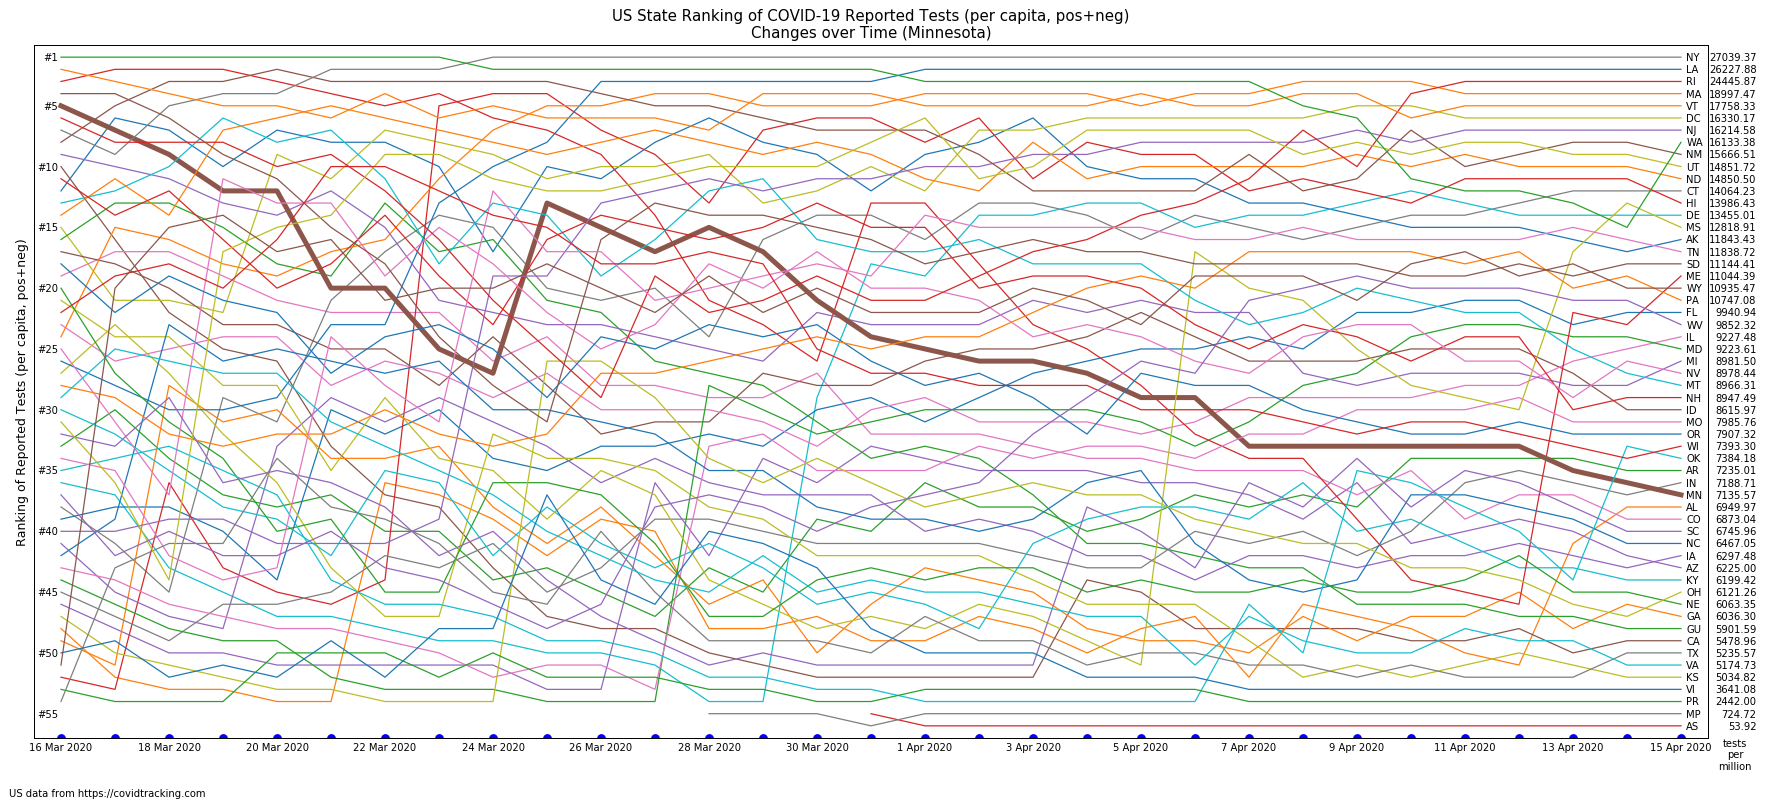 US State Ranking of COVID-19 Reported Tests (per capita, pos+neg)
Changes over Time (Minnesota)
Ranking of Reported Tests (per capita, pos+neg)
#1
#5
#10
#15
#20
#25
#30
#35
#40
#45
#50
#55
NY 27039.37
LA 26227.88
RI 24445.87
MA 18997.47
VT 17758.33
DC 16330.17
NJ 16214.58
WA 16133.38
NM 15666.51
UT 14851.72
ND 14850.50
CT 14064.23
HI 13986.43
DE 13455.01
MS 12818.91
AK 11843.43
TN 11838.72
SD 11144.41
ME 11044.39
WY 10935.47
PA 10747.08
FL 9940.94
WV 9852.32
IL 9227.48
MD 9223.61
MI 8981.50
NV 8978.44
MT 8966.31
NH 8947.49
ID 8615.97
MO 7985.76
OR 7907.32
WI 7393.30
OK 7384.18
AR 7235.01
IN 7188.71
MN 7135.57
AL 6949.97
CO 6873.04
SC 6745.96
NC 6467.05
IA 6297.48
AZ 6225.00
KY 6199.42
OH 6121.26
NE 6063.35
GA 6036.30
GU 5901.59
CA 5478.96
TX 5235.57
VA 5174.73
KS 5034.82
VI 3641.08
PR 2442.00
MP 724.72
AS 53.92
16 Mar 2020 18 Mar 2020 20 Mar 2020 22 Mar 2020 24 Mar 2020 26 Mar 2020 28 Mar 2020 30 Mar 2020 1 Apr 2020 3 Apr 2020 5 Apr 2020 7 Apr 2020 9 Apr 2020 11 Apr 2020 13 Apr 2020 15 Apr 2020
tests
per
million
US data from https://covidtracking.com